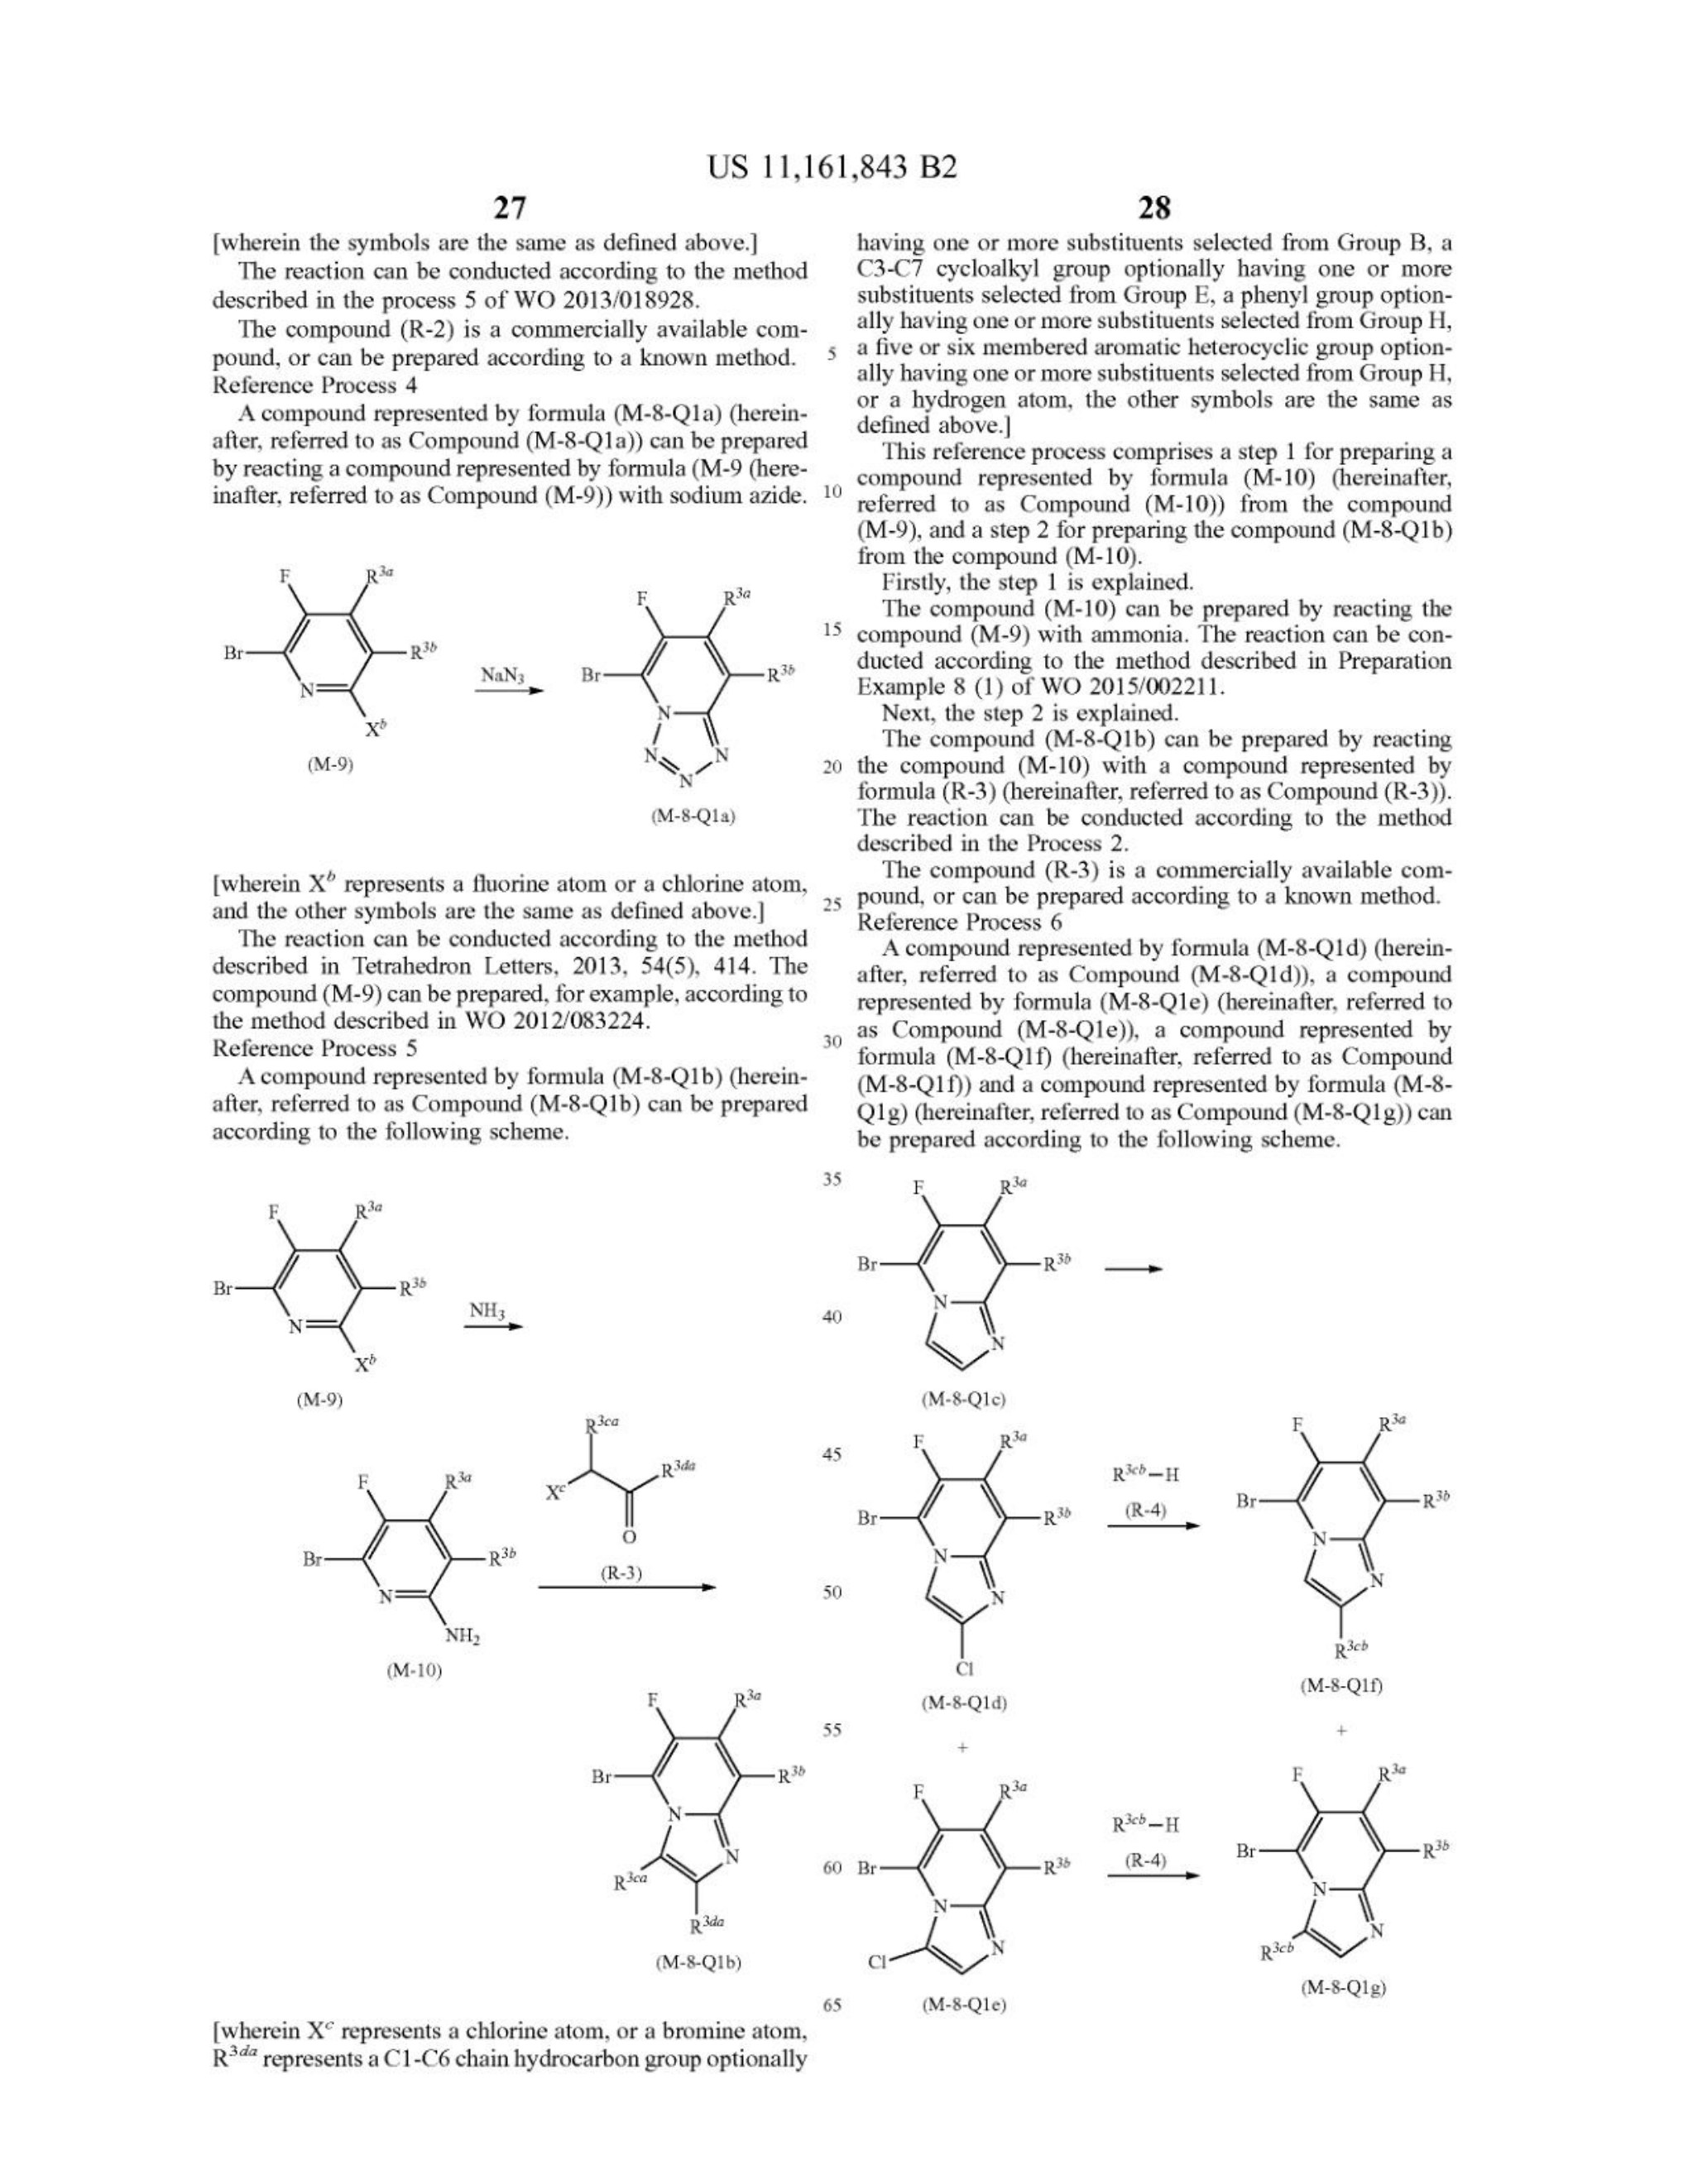 US 11,161,843 B2
27
[wherein the symbols are the same as defined above.]
The reaction can be conducted according to the method
described in the process 5 of WO 2013/018928.
The compound (R-2) is a commercially available com-
pound, or can be prepared according to a known method.
Reference Process 4
A compound represented by formula (M-8-Q1a) (herein-
after, referred to as Compound (M-8-Q1a)) can be prepared
by reacting a compound represented by formula (M-9 (here-
inafter, referred to as Compound (M-9)) with sodium azide.
F
R3a
Br
R3b
N
Xb
(M-9)
NaN3
F
R3a
Br
R3b
N
N
N
N
(M-8-Q1a)
[wherein Xb represents a fluorine atom or a chlorine atom,
and the other symbols are the same as defined above.]
The reaction can be conducted according to the method
described in Tetrahedron Letters, 2013, 54(5), 414. The
compound (M-9) can be prepared, for example, according to
the method described in WO 2012/083224.
Reference Process 5
A compound represented by formula (M-8-Q1b) (herein-
after, referred to as Compound (M-8-Q1b) can be prepared
according to the following scheme.
F
R3a
Br
R3b
N
Xb
(M-9)
NH3
F
R3a
Br
R3b
N
NH2
(M-10)
R3ca
Xc
R3da
O
(R-3)
F
R3a
Br
R3b
N
N
R3ca
R3da
(M-8-Q1b)
[wherein Xc represents a chlorine atom, or a bromine atom,
R3da represents a C1-C6 chain hydrocarbon group optionally
5
10
15
20
25
30
35
40
45
50
55
60
65
28
having one or more substituents selected from Group B, a
C3-C7 cycloalkyl group optionally having one or more
substituents selected from Group E, a phenyl group option-
ally having one or more substituents selected from Group H,
a five or six membered aromatic heterocyclic group option-
ally having one or more substituents selected from Group H,
or a hydrogen atom, the other symbols are the same as
defined above.]
This reference process comprises a step 1 for preparing a
compound represented by formula (M-10) (hereinafter,
referred to as Compound (M-10)) from the compound
(M-9), and a step 2 for preparing the compound (M-8-Q1b)
from the compound (M-10).
Firstly, the step 1 is explained.
The compound (M-10) can be prepared by reacting the
compound (M-9) with ammonia. The reaction can be con-
ducted according to the method described in Preparation
Example 8 (1) of WO 2015/002211.
Next, the step 2 is explained.
The compound (M-8-Q1b) can be prepared by reacting
the compound (M-10) with a compound represented by
formula (R-3) (hereinafter, referred to as Compound (R-3)).
The reaction can be conducted according to the method
described in the Process 2.
The compound (R-3) is a commercially available com-
pound, or can be prepared according to a known method.
Reference Process 6
A compound represented by formula (M-8-Q1d) (herein-
after, referred to as Compound (M-8-Q1d)), a compound
represented by formula (M-8-Q1e) (hereinafter, referred to
as Compound (M-8-Q1e)), a compound represented by
formula (M-8-Q1f) (hereinafter, referred to as Compound
(M-8-Q1f)) and a compound represented by formula (M-8-
Q1g) (hereinafter, referred to as Compound (M-8-Q1g)) can
be prepared according to the following scheme.
F
R3a
Br
R3b
N
N
(M-8-Q1c)
F
R3a
Br
R3b
N
N
Cl
(M-8-Q1d)
R3cb—H
(R-4)
F
R3a
Br
R3b
N
N
R3cb
(M-8-Q1f)
+
+
F
R3a
Br
R3b
N
N
Cl
(M-8-Q1e)
R3cb—H
(R-4)
F
R3a
Br
R3b
N
N
R3cb
(M-8-Q1g)